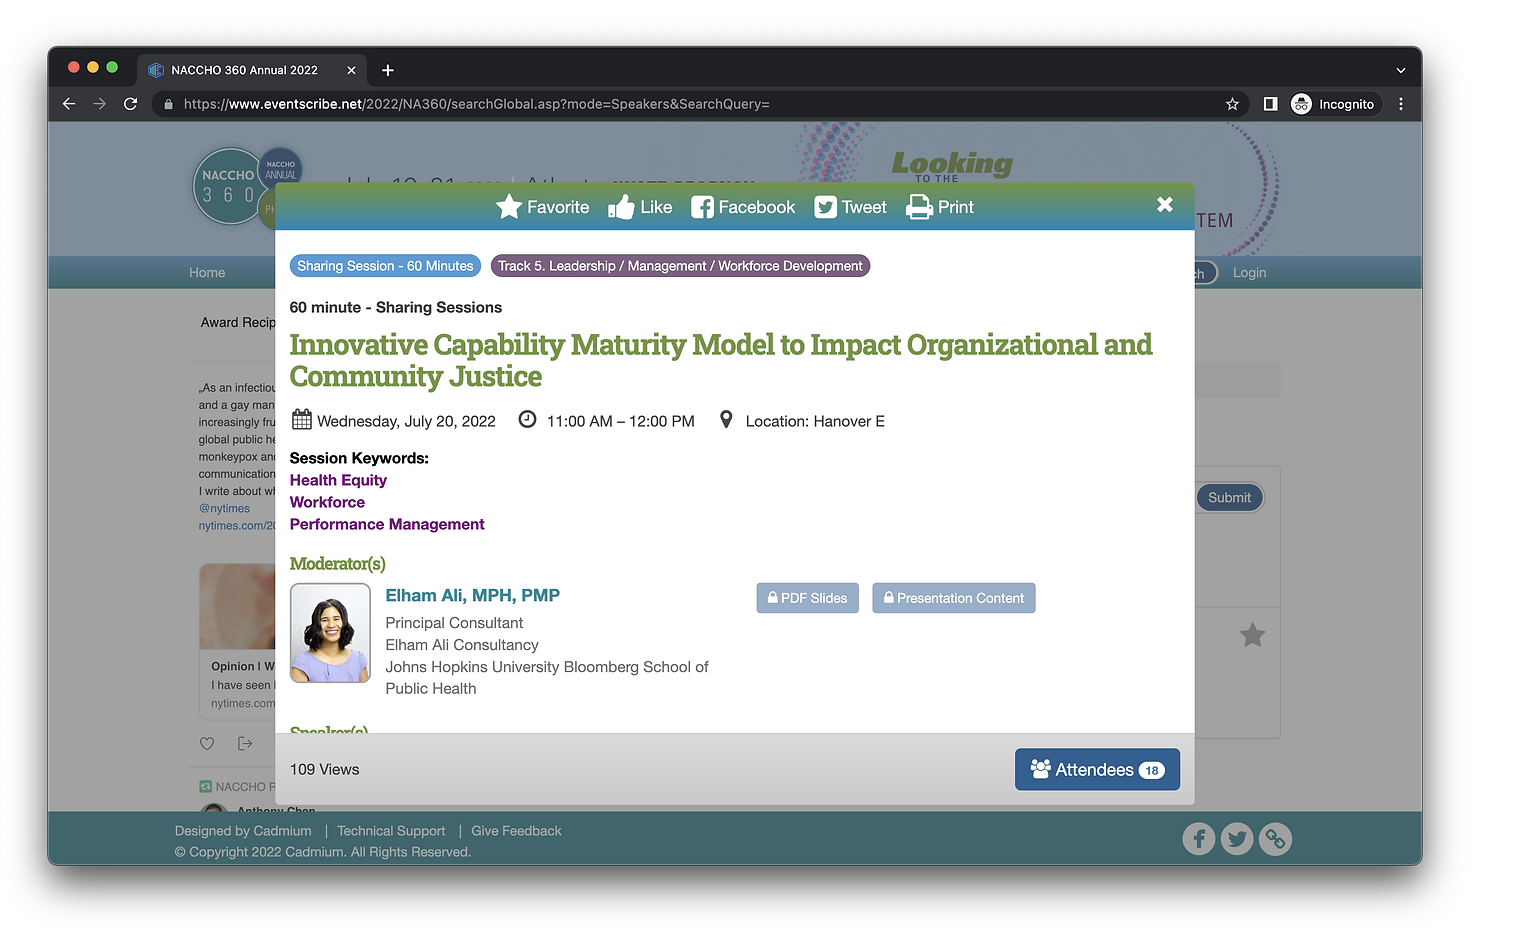 NACCHO 360 Annual 2022
https://www.eventscribe.net/2022/NA360/searchGlobal.asp?mode=Speakers&SearchQuery=
Incognito
NACCHO
360
NACCHO
ANNUAL
Looking
TO THE
TEM
Favorite Like Facebook Tweet Print
Home
Login
Sharing Session - 60 Minutes
Track 5. Leadership / Management / Workforce Development
60 minute - Sharing Sessions
Innovative Capability Maturity Model to Impact Organizational and
Community Justice
Wednesday, July 20, 2022 11:00 AM – 12:00 PM Location: Hanover E
Session Keywords:
Health Equity
Workforce
Performance Management
Moderator(s)
Elham Ali, MPH, PMP
Principal Consultant
Elham Ali Consultancy
Johns Hopkins University Bloomberg School of
Public Health
PDF Slides
Presentation Content
Speaker(s)
109 Views
Attendees 18
Award
„As an infectiou
and a gay man
increasingly fru
global public he
monkeypox and
communication
I write about wh
@nytimes
nytimes.com/20
Submit
Opinion I W
I have seen
nytimes.com
NACCHO
Anthony Chen
Designed by Cadmium | Technical Support | Give Feedback
© Copyright 2022 Cadmium. All Rights Reserved.